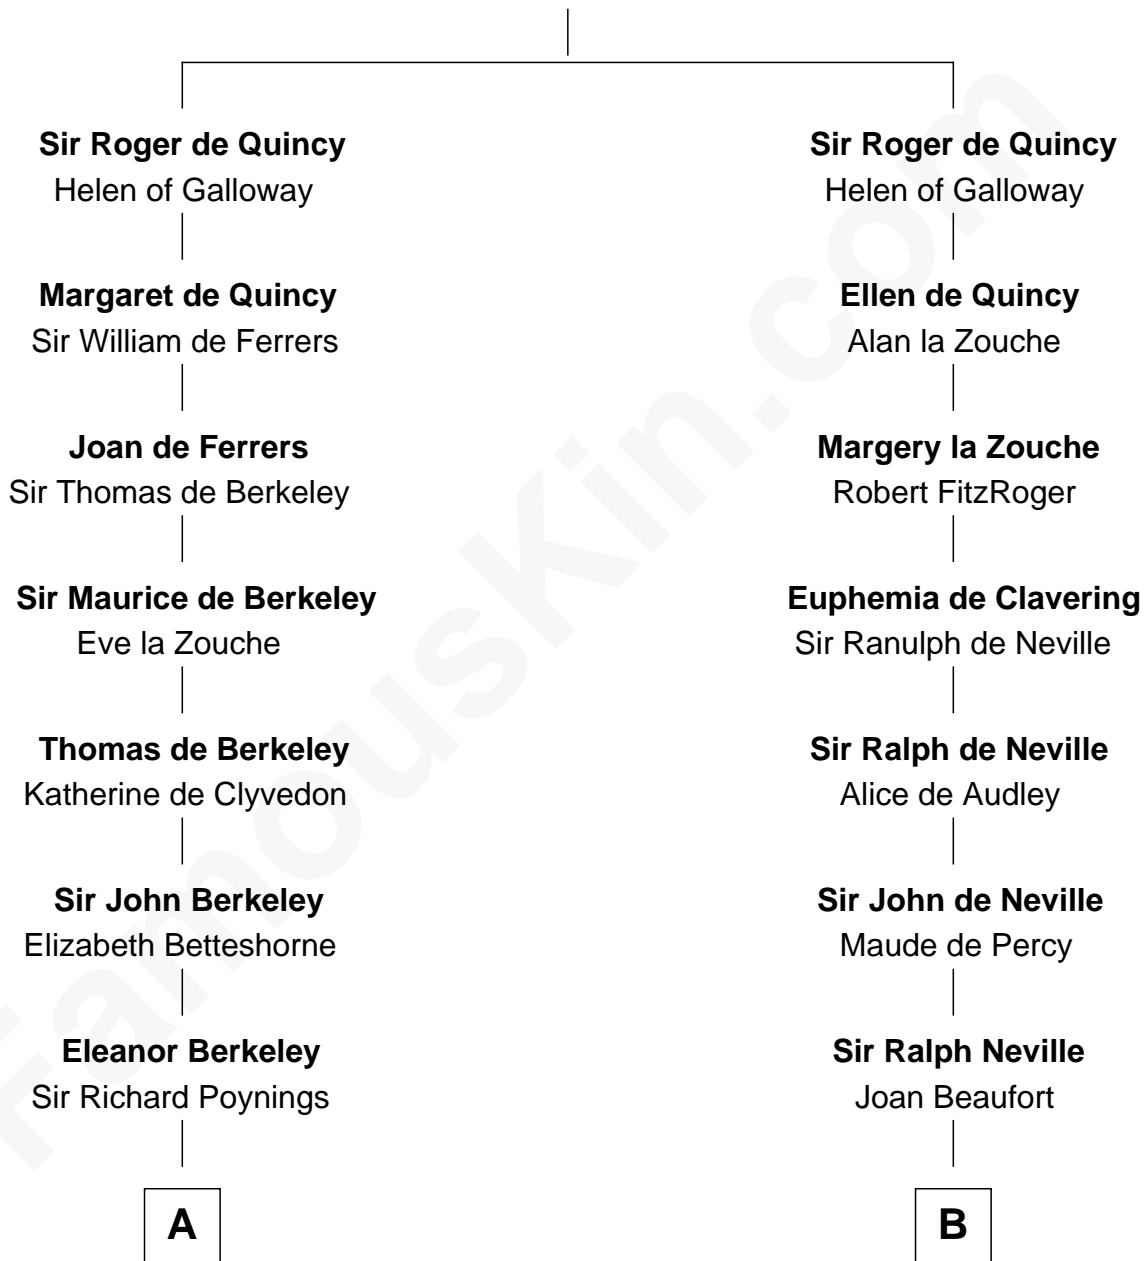 Sir Roger de Quincy
Helen of Galloway
Margaret de Quincy
Sir William de Ferrers
Joan de Ferrers
Sir Thomas de Berkeley
Sir Maurice de Berkeley
Eve la Zouche
Thomas de Berkeley
Katherine de Clyvedon
Sir John Berkeley
Elizabeth Betteshorne
Eleanor Berkeley
Sir Richard Poynings
A
Sir Roger de Quincy
Helen of Galloway
Ellen de Quincy
Alan la Zouche
Margery la Zouche
Robert FitzRoger
Euphemia de Clavering
Sir Ranulph de Neville
Sir Ralph de Neville
Alice de Audley
Sir John de Neville
Maude de Percy
Sir Ralph Neville
Joan Beaufort
B
FamousKin.com